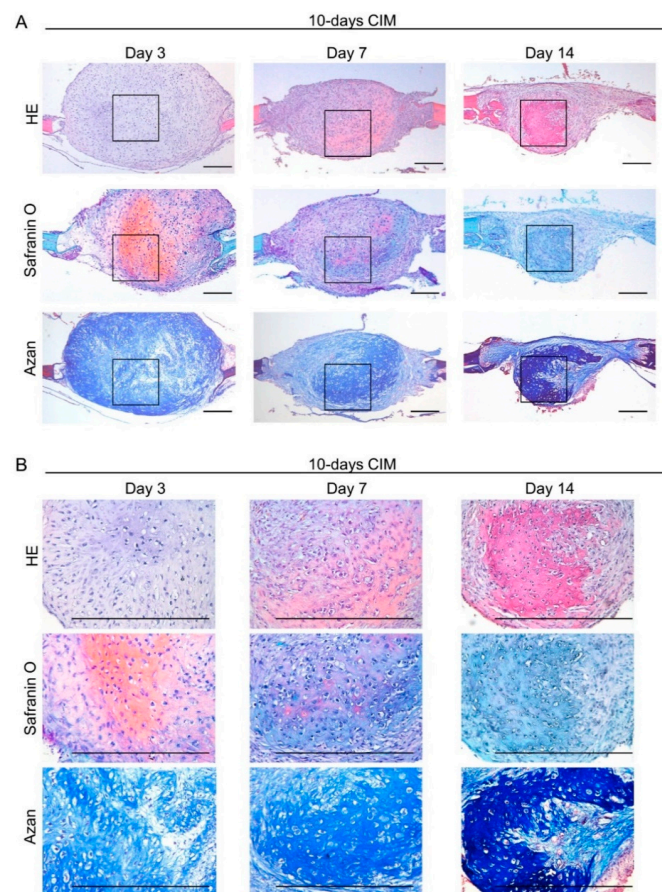 A
10-days CIM
Day 3 Day 7 Day 14
HE
Safranin O
Azan
B
10-days CIM
Day 3 Day 7 Day 14
HE
Safranin O
Azan